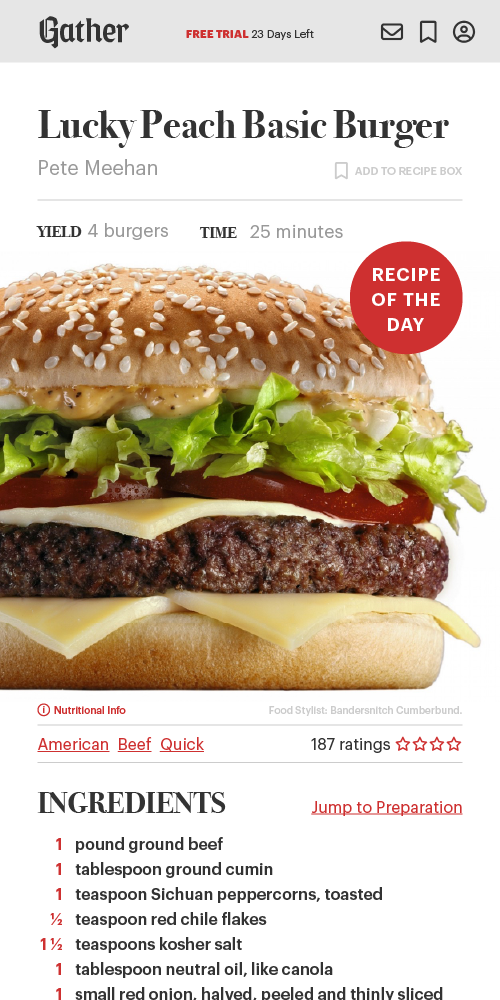 Gather
FREE TRIAL 23 Days Left
Lucky Peach Basic Burger
Pete Meehan
ADD TO RECIPE BOX
YIELD 4 burgers TIME 25 minutes
RECIPE
OF THE
DAY
Nutritional Info
Food Stylist: Bandersnitch Cumberbund.
American Beef Quick
187 ratings
INGREDIENTS
Jump to Preparation
1 pound ground beef
1 tablespoon ground cumin
1 teaspoon Sichuan peppercorns, toasted
½ teaspoon red chile flakes
1 ½ teaspoons kosher salt
1 tablespoon neutral oil, like canola
1 small red onion, halved, peeled and thinly sliced